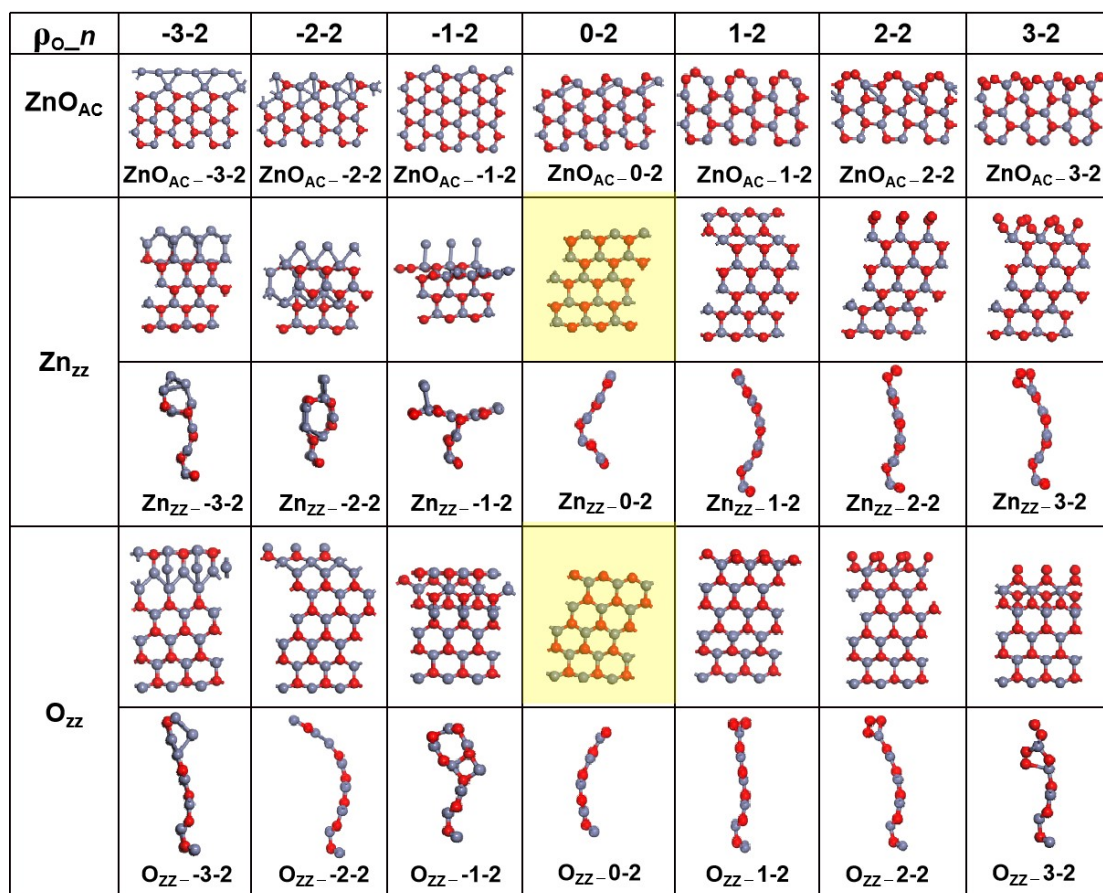 ρO_n -3-2 -2-2 -1-2 0-2 1-2 2-2 3-2
ZnOAC
ZnOAC–-3-2 ZnOAC–-2-2 ZnOAC–-1-2 ZnOAC–0-2 ZnOAC–1-2 ZnOAC–2-2 ZnOAC–3-2
Znzz
Znzz–-3-2 Znzz–-2-2 Znzz–-1-2 Znzz–0-2 Znzz–1-2 Znzz–2-2 Znzz–3-2
Ozz
Ozz–-3-2 Ozz–-2-2 Ozz–-1-2 Ozz–0-2 Ozz–1-2 Ozz–2-2 Ozz–3-2